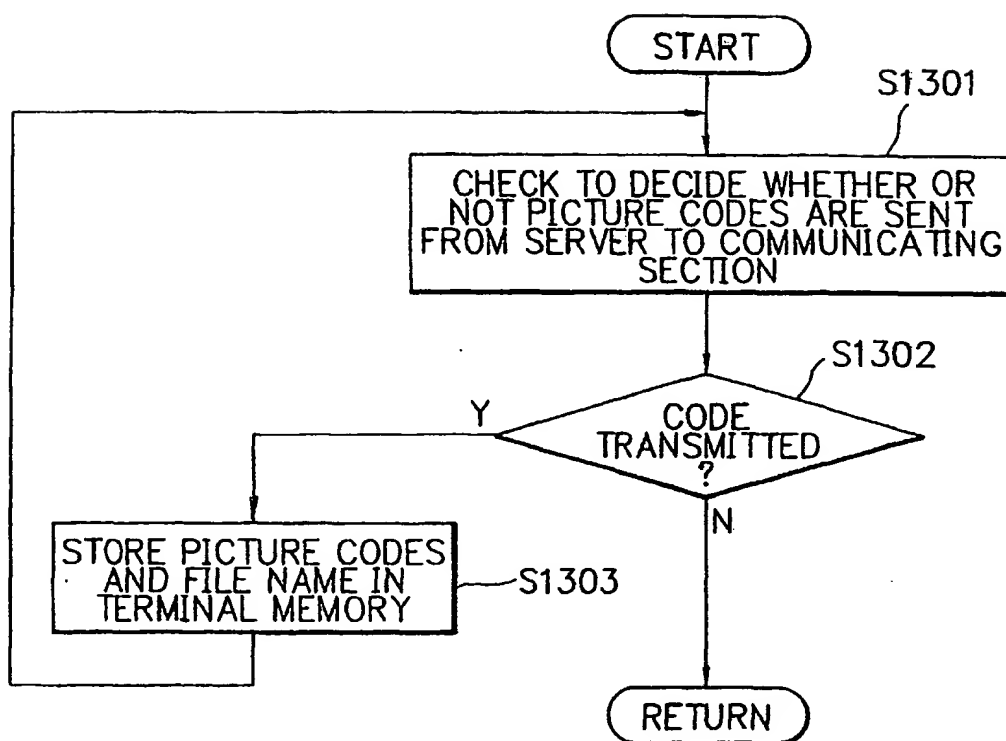 START
S1301
CHECK TO DECIDE WHETHER OR
NOT PICTURE CODES ARE SENT
FROM SERVER TO COMMUNICATING
SECTION
S1302
CODE
TRANSMITTED
?
Y
N
STORE PICTURE CODES
AND FILE NAME IN
TERMINAL MEMORY
S1303
RETURN